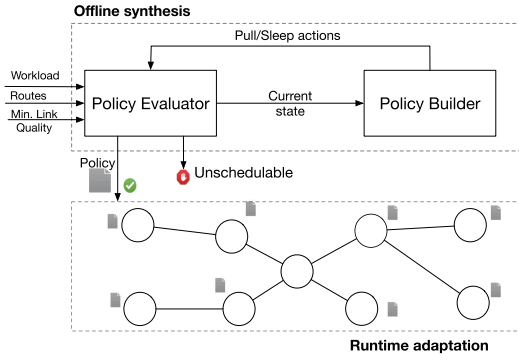 Offline synthesis
Pull/Sleep actions
Workload
Routes
Min. Link
Quality
Policy Evaluator
Current
state
Policy Builder
Policy
Unschedulable
Runtime adaptation